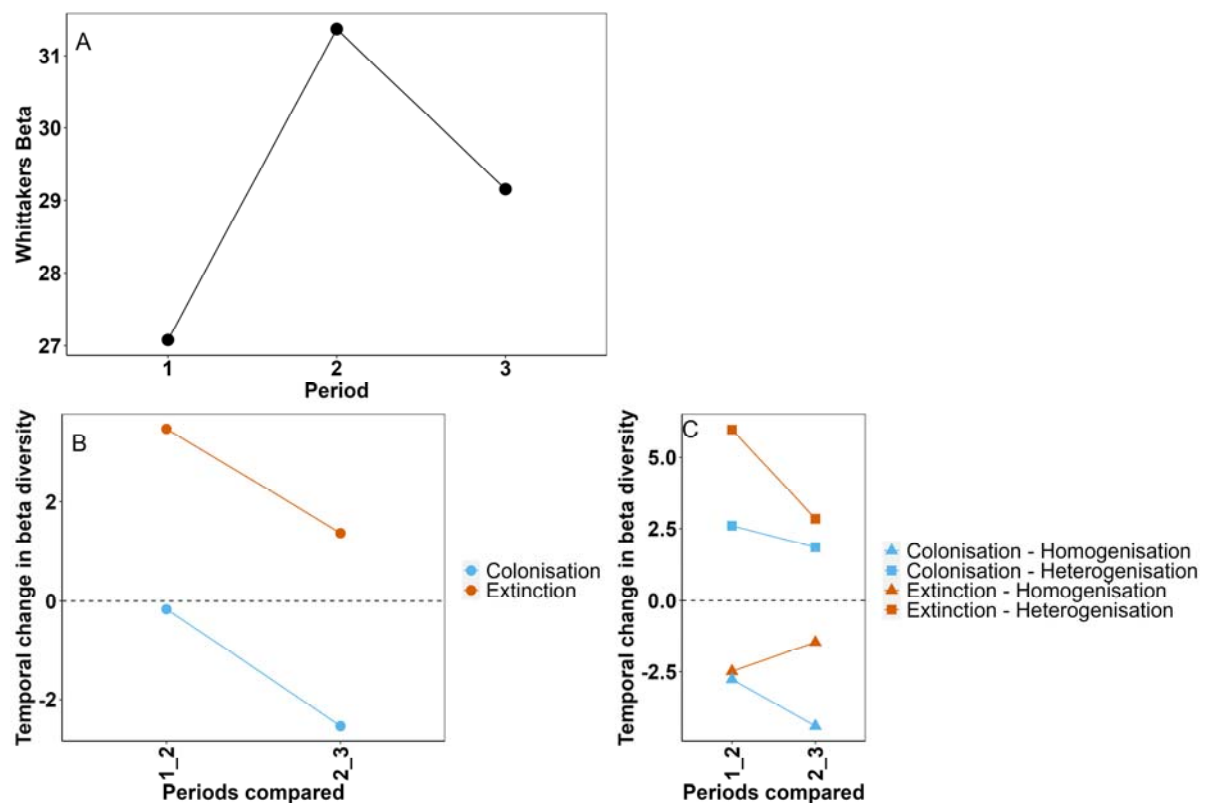 A
Whittakers Beta
31
30
29
28
27
1 2 3
Period
B
Temporal change in beta diversity
2
0
-2
1_2 2_3
Periods compared
Colonisation
Extinction
C
Temporal change in beta diversity
5.0
2.5
0.0
-2.5
1_2 2_3
Periods compared
Colonisation - Homogenisation
Colonisation - Heterogenisation
Extinction - Homogenisation
Extinction - Heterogenisation